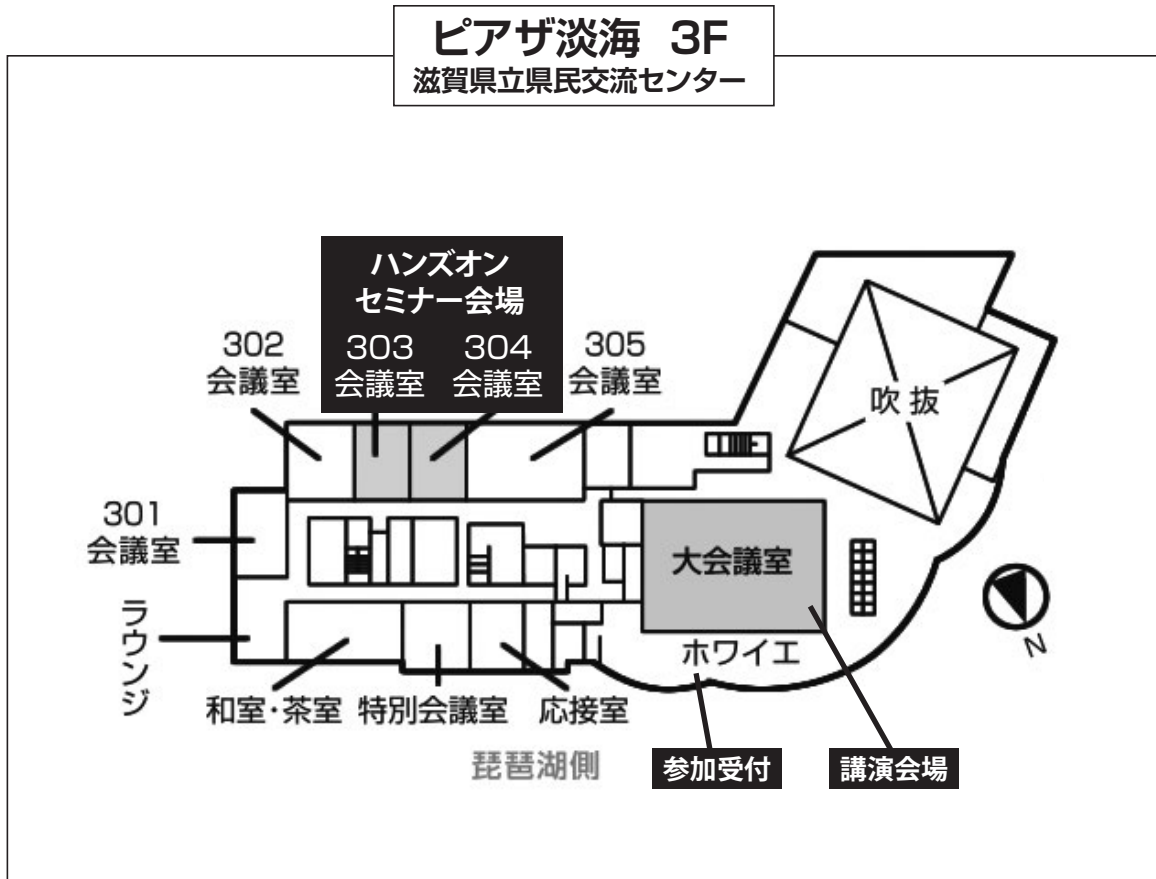 ピアザ淡海 3F
滋賀県立県民交流センター
ハンズオン
セミナー会場
302
会議室
303
会議室
304
会議室
305
会議室
吹抜
301
会議室
大会議室
ラウンジ
ホワイエ
N
和室・茶室
特別会議室
応接室
琵琶湖側
参加受付
講演会場